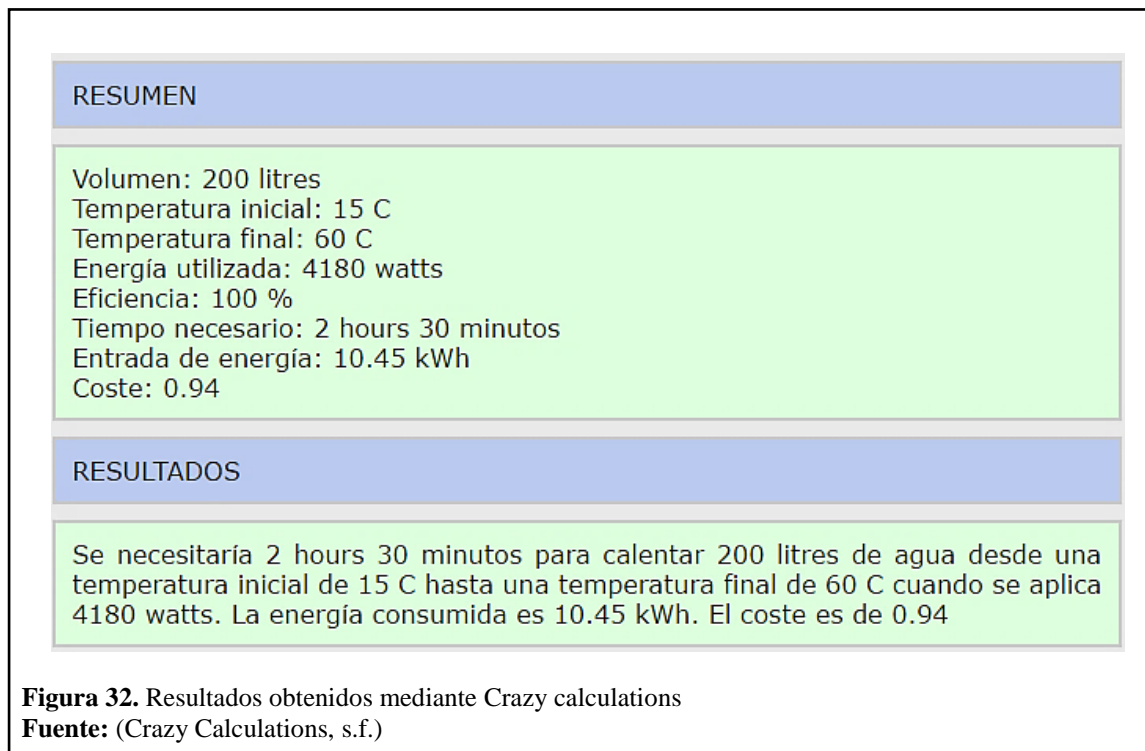 RESUMEN
Volumen: 200 litres
Temperatura inicial: 15 C
Temperatura final: 60 C
Energía utilizada: 4180 watts
Eficiencia: 100 %
Tiempo necesario: 2 hours 30 minutos
Entrada de energía: 10.45 kWh
Coste: 0.94
RESULTADOS
Se necesitaría 2 hours 30 minutos para calentar 200 litres de agua desde una
temperatura inicial de 15 C hasta una temperatura final de 60 C cuando se aplica
4180 watts. La energía consumida es 10.45 kWh. El coste es de 0.94
Figura 32. Resultados obtenidos mediante Crazy calculations
Fuente: (Crazy Calculations, s.f.)